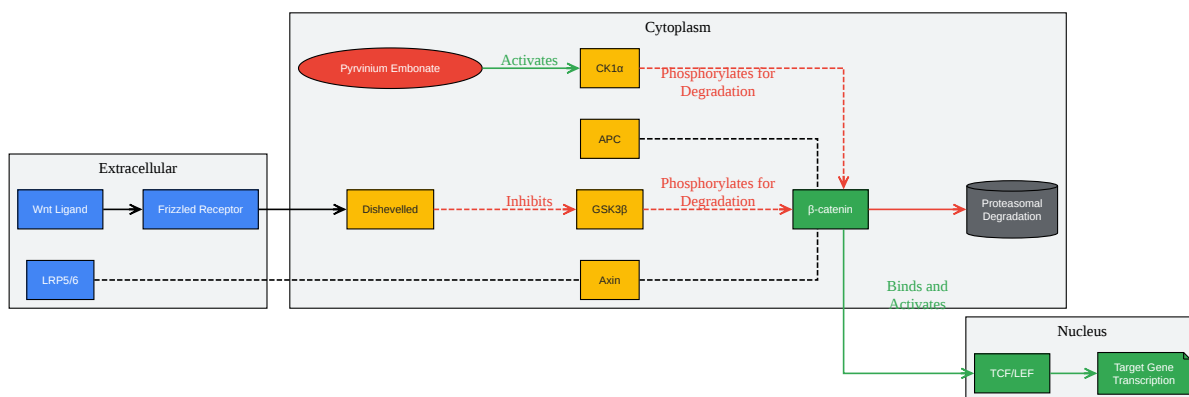 Cytoplasm
Pyrvinium Embonate
Activates
CK1α
Phosphorylates for
Degradation
APC
Extracellular
Wnt Ligand
Frizzled Receptor
Dishevelled
Inhibits
GSK3β
Phosphorylates for
Degradation
β-catenin
Proteasomal
Degradation
LRP5/6
Axin
Binds and
Activates
Nucleus
TCF/LEF
Target Gene
Transcription